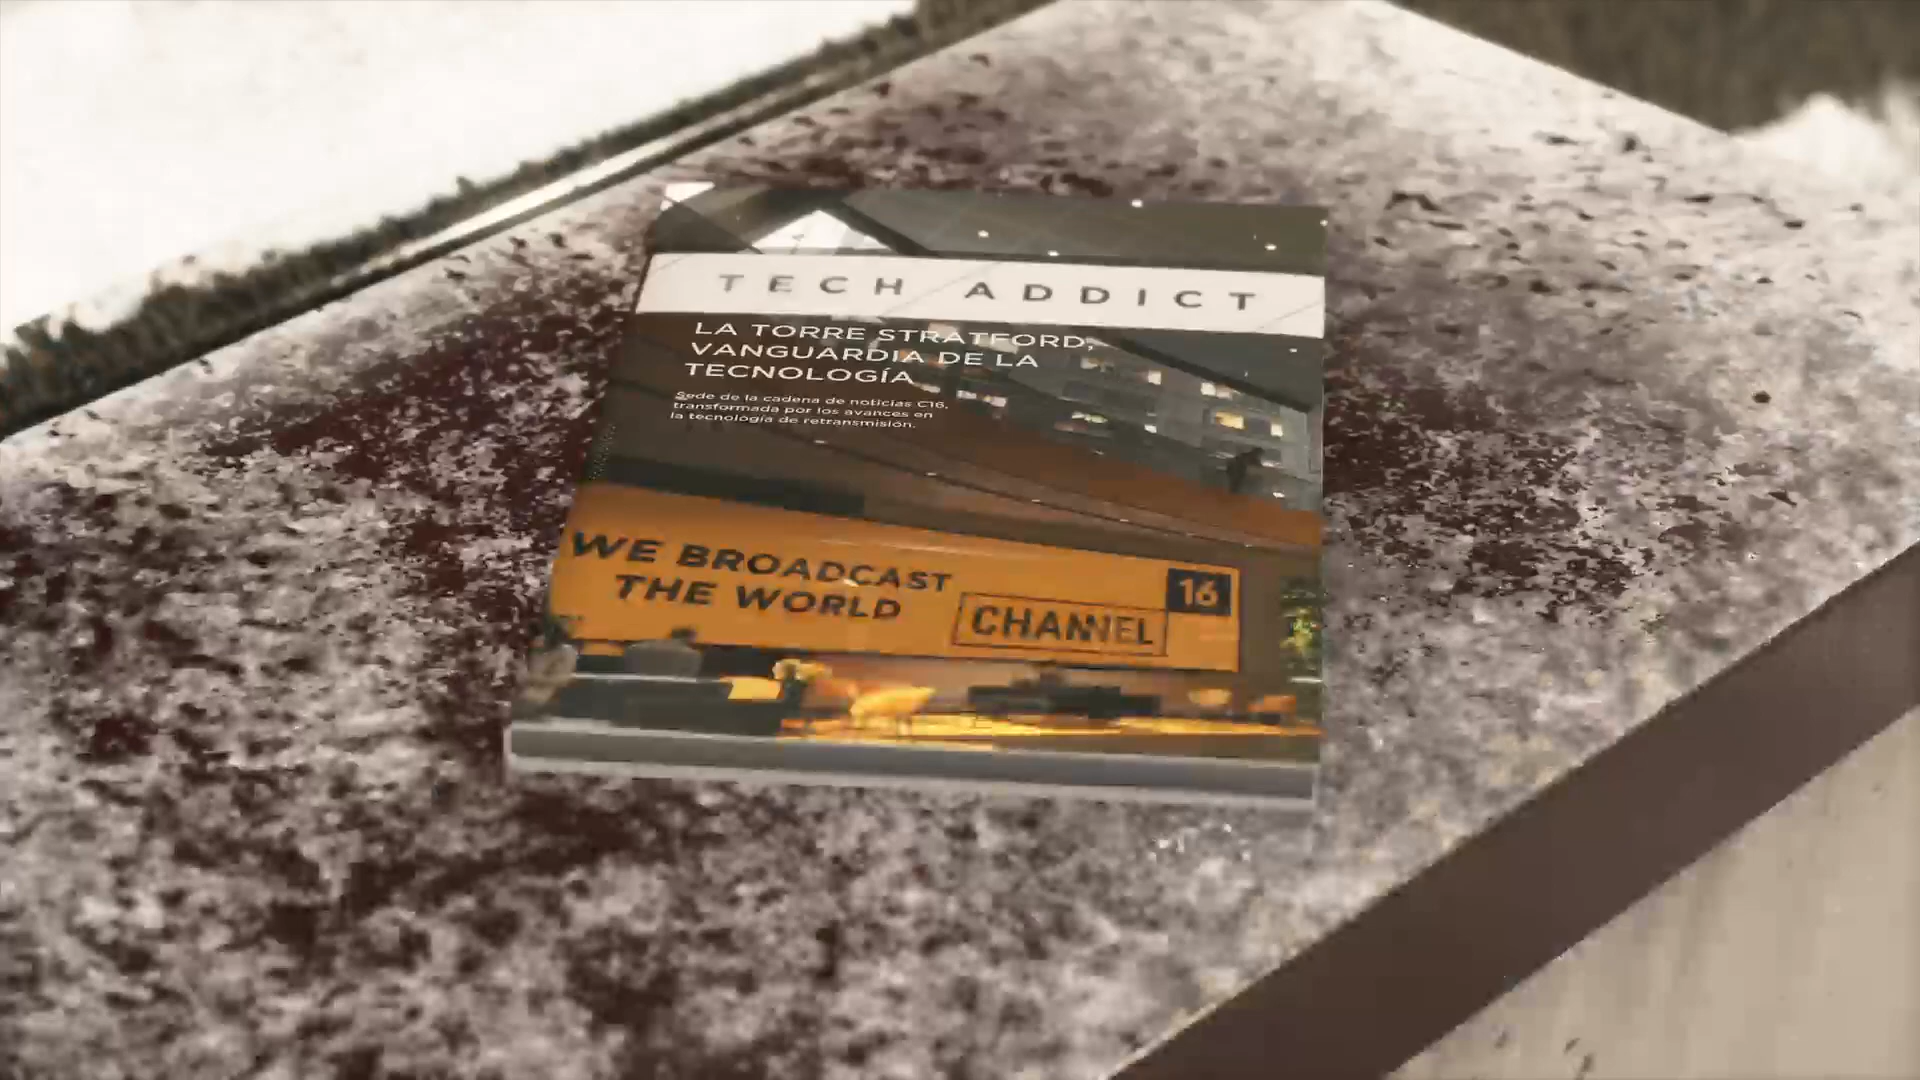 TECH ADDICT
LA TORRE STRATFORD,
VANGUARDIA DE LA
TECNOLOGÍA
Sede de la cadena de noticias C16,
transformada por los avances en
la tecnología de retransmisión.
WE BROADCAST
THE WORLD
CHANNEL
16